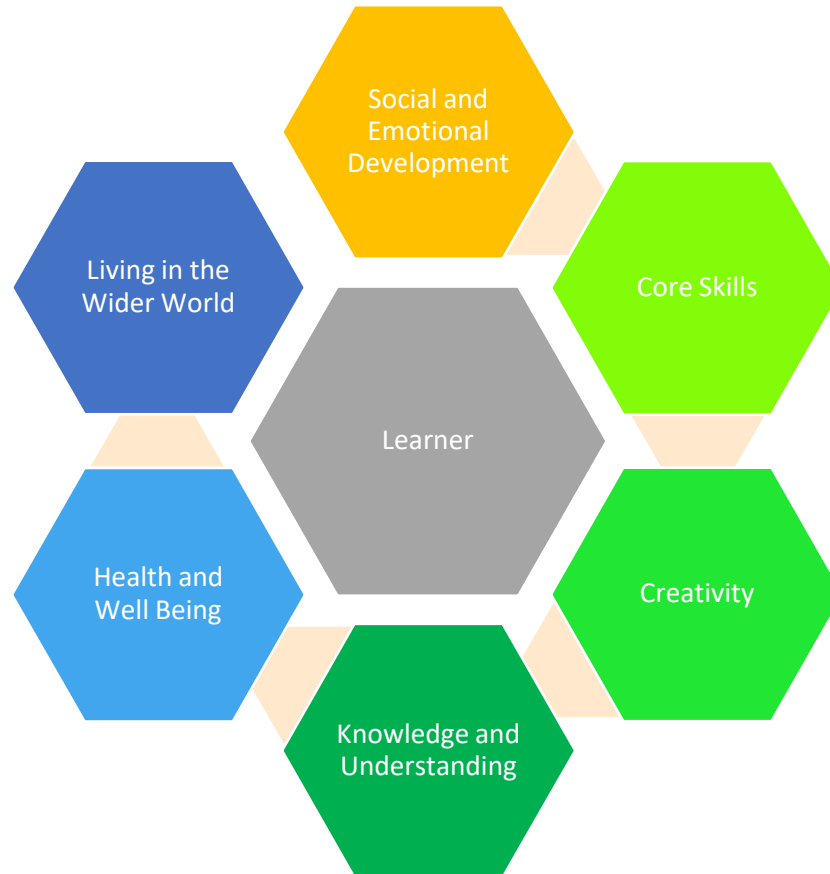 Social and
Emotional
Development
Living in the
Wider World
Core Skills
Learner
Health and
Well Being
Creativity
Knowledge and
Understanding